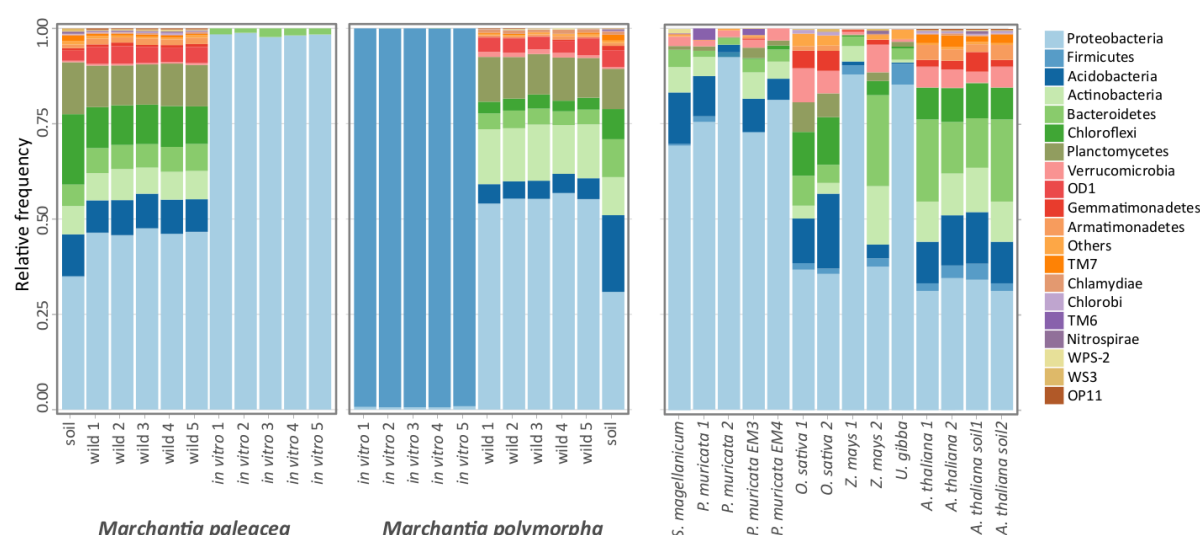 Relative frequency
1.00
0.75
0.50
0.25
0.00
soil
wild 1
wild 2
wild 3
wild 4
wild 5
in vitro 1
in vitro 2
in vitro 3
in vitro 4
in vitro 5
Marchantia paleacea
in vitro 1
in vitro 2
in vitro 3
in vitro 4
in vitro 5
wild 1
wild 2
wild 3
wild 4
wild 5
soil
Marchantia polymorpha
S. magellanicum
P. muricata 1
P. muricata 2
P. muricata EM3
P. muricata EM4
O. sativa 1
O. sativa 2
Z. mays 1
Z. mays 2
U. gibba
A. thaliana 1
A. thaliana 2
A. thaliana soil1
A. thaliana soil2
Proteobacteria
Firmicutes
Acidobacteria
Actinobacteria
Bacteroidetes
Chloroflexi
Planctomycetes
Verrucomicrobia
OD1
Gemmatimonadetes
Armatimonadetes
Others
TM7
Chlamydiae
Chlorobi
TM6
Nitrospirae
WPS-2
WS3
OP11